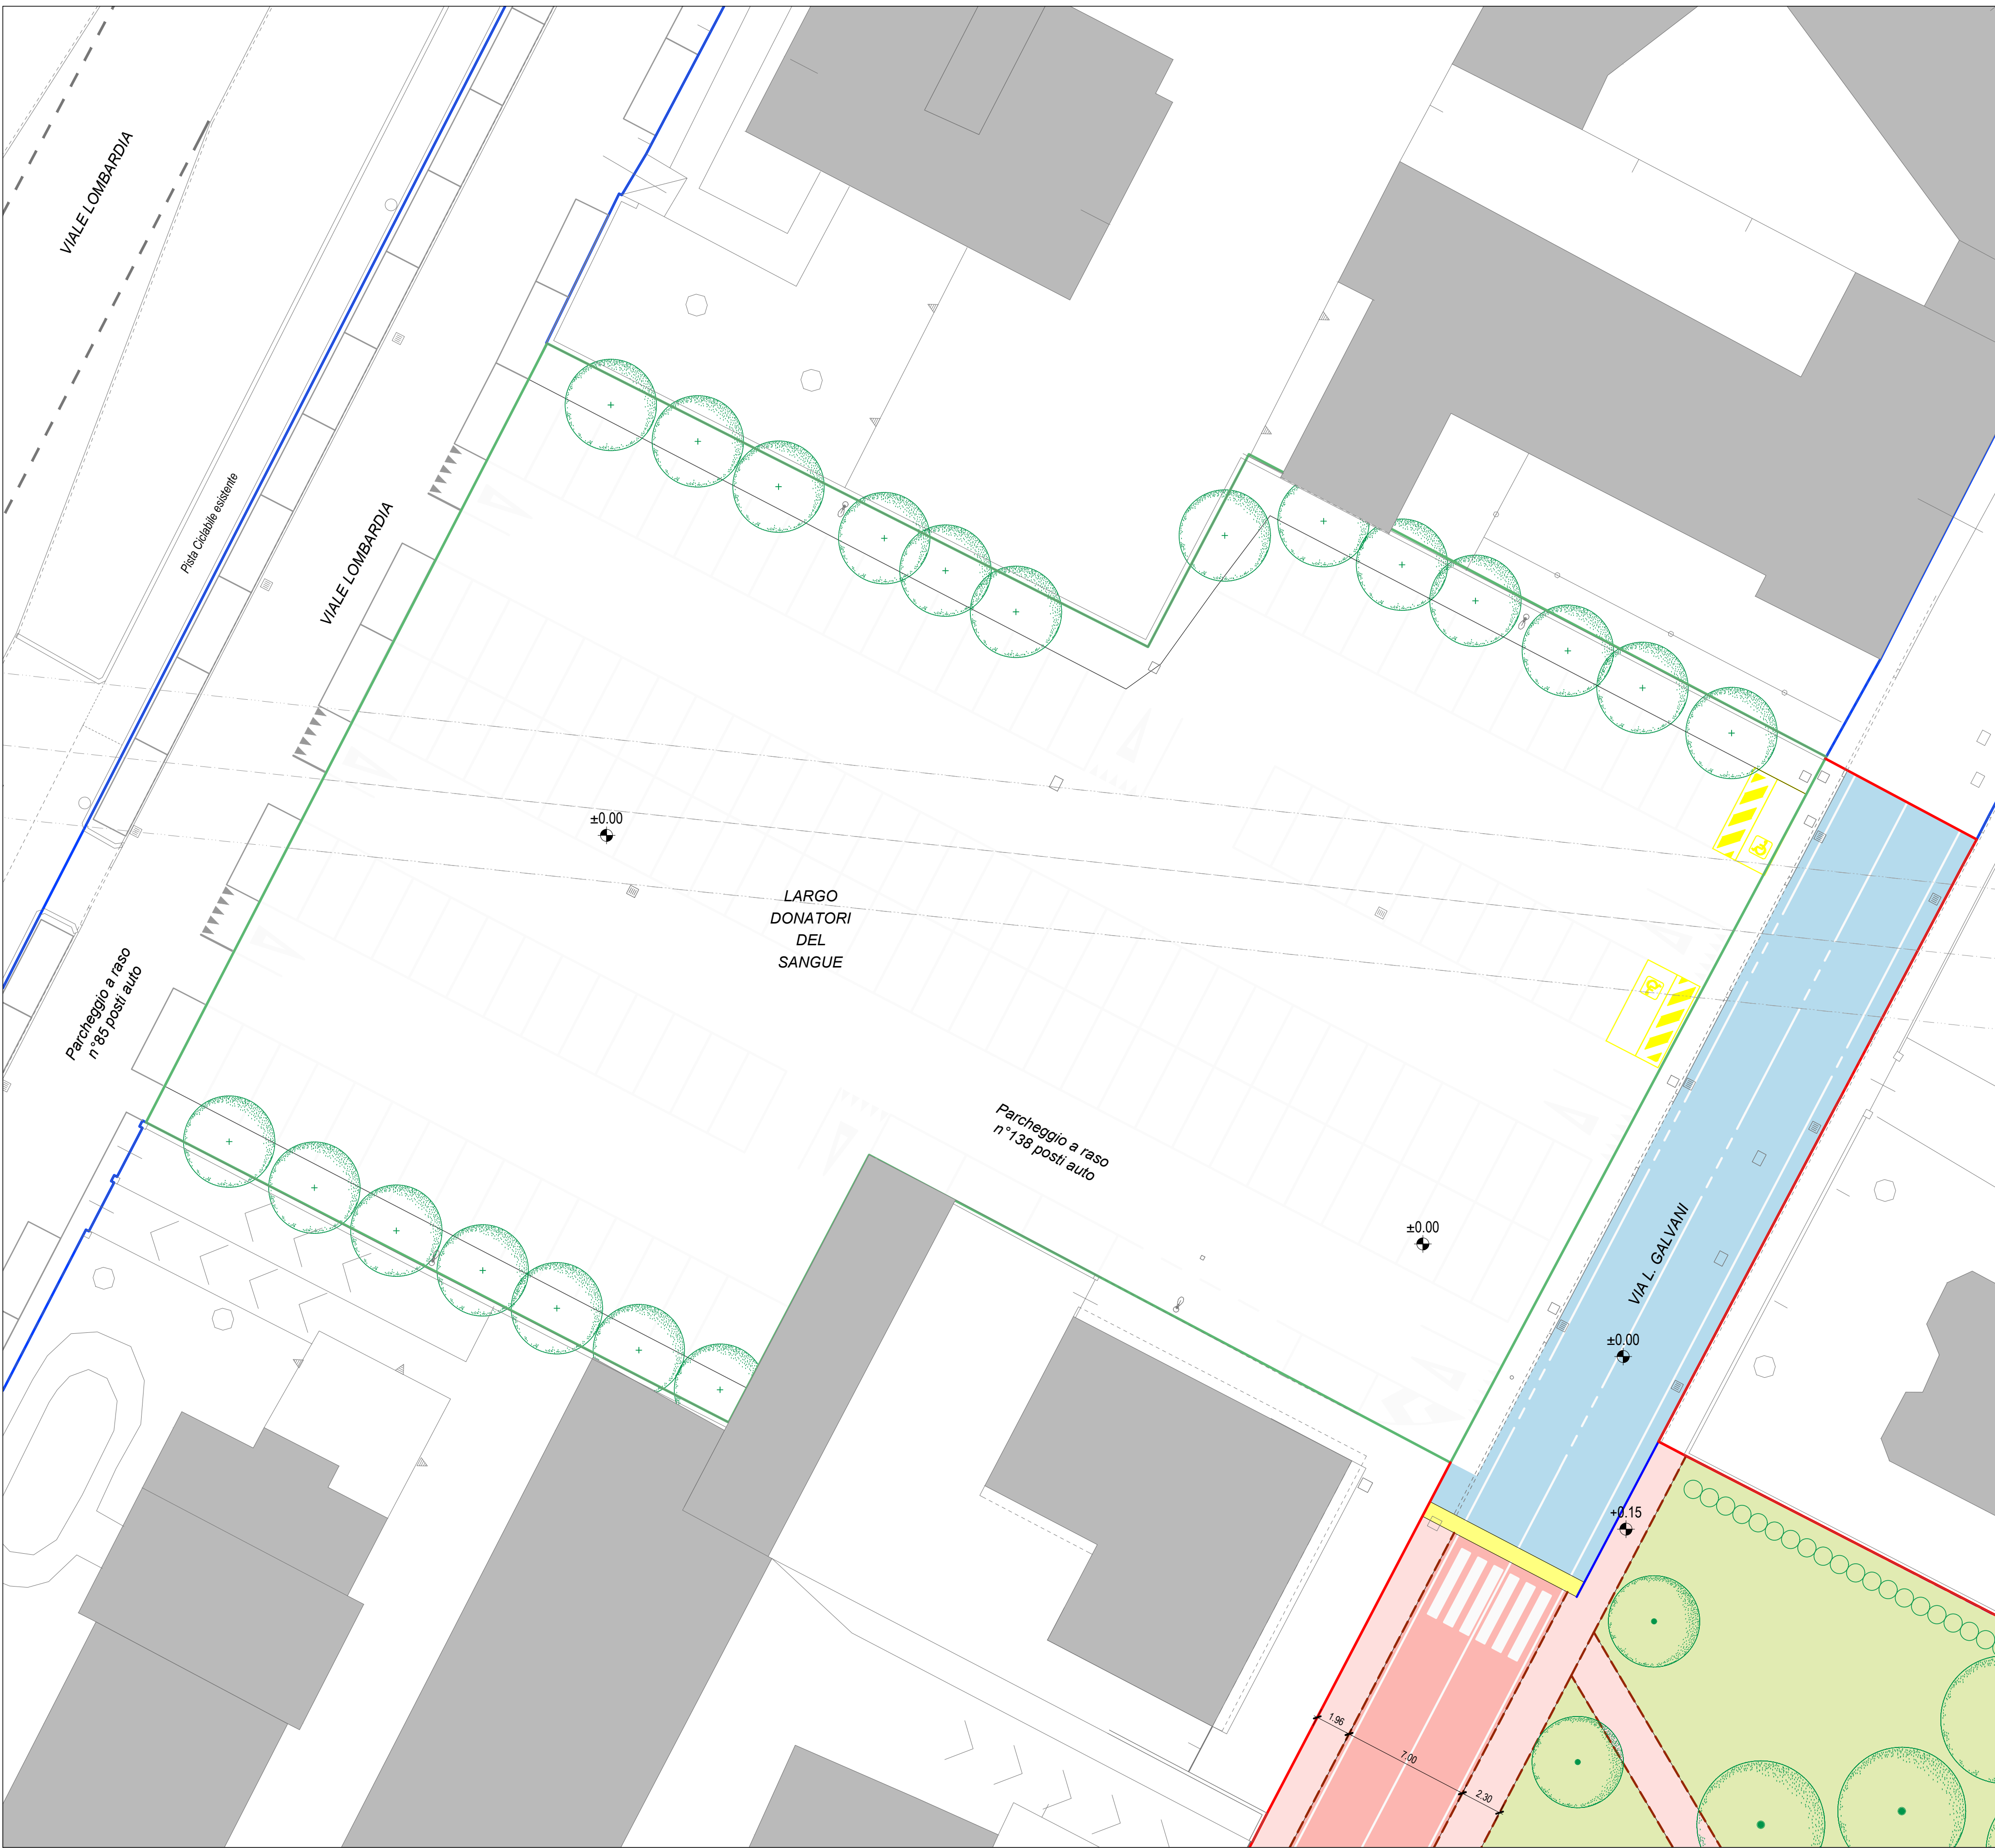 VIALE LOMBARDIA
Pista Ciclabile esistente
VIALE LOMBARDIA
±0.00
LARGO
DONATORI
DEL
SANGUE
Parcheggio a raso
n°85 posti auto
Parcheggio a raso
n°138 posti auto
±0.00
VIA L. GALVANI
±0.00
+0.15
1.96
7.00
2.30